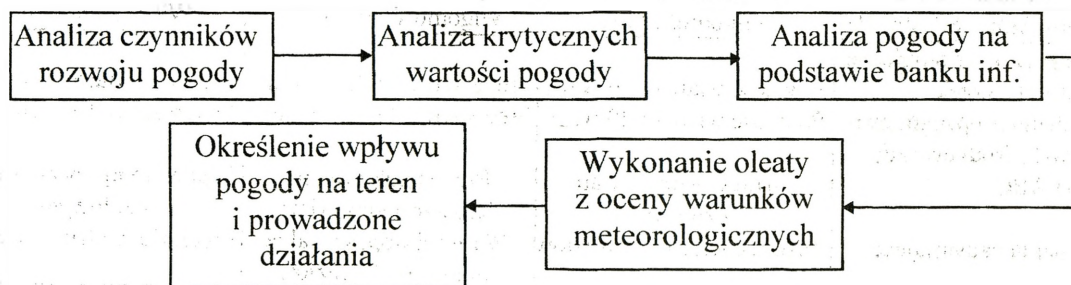 Analiza czynników
rozwoju pogody
Analiza krytycznych
wartości pogody
Analiza pogody na
podstawie banku inf.
Wykonanie oleaty
z oceny warunków
meteorologicznych
Określenie wpływu
pogody na teren
i prowadzone
działania